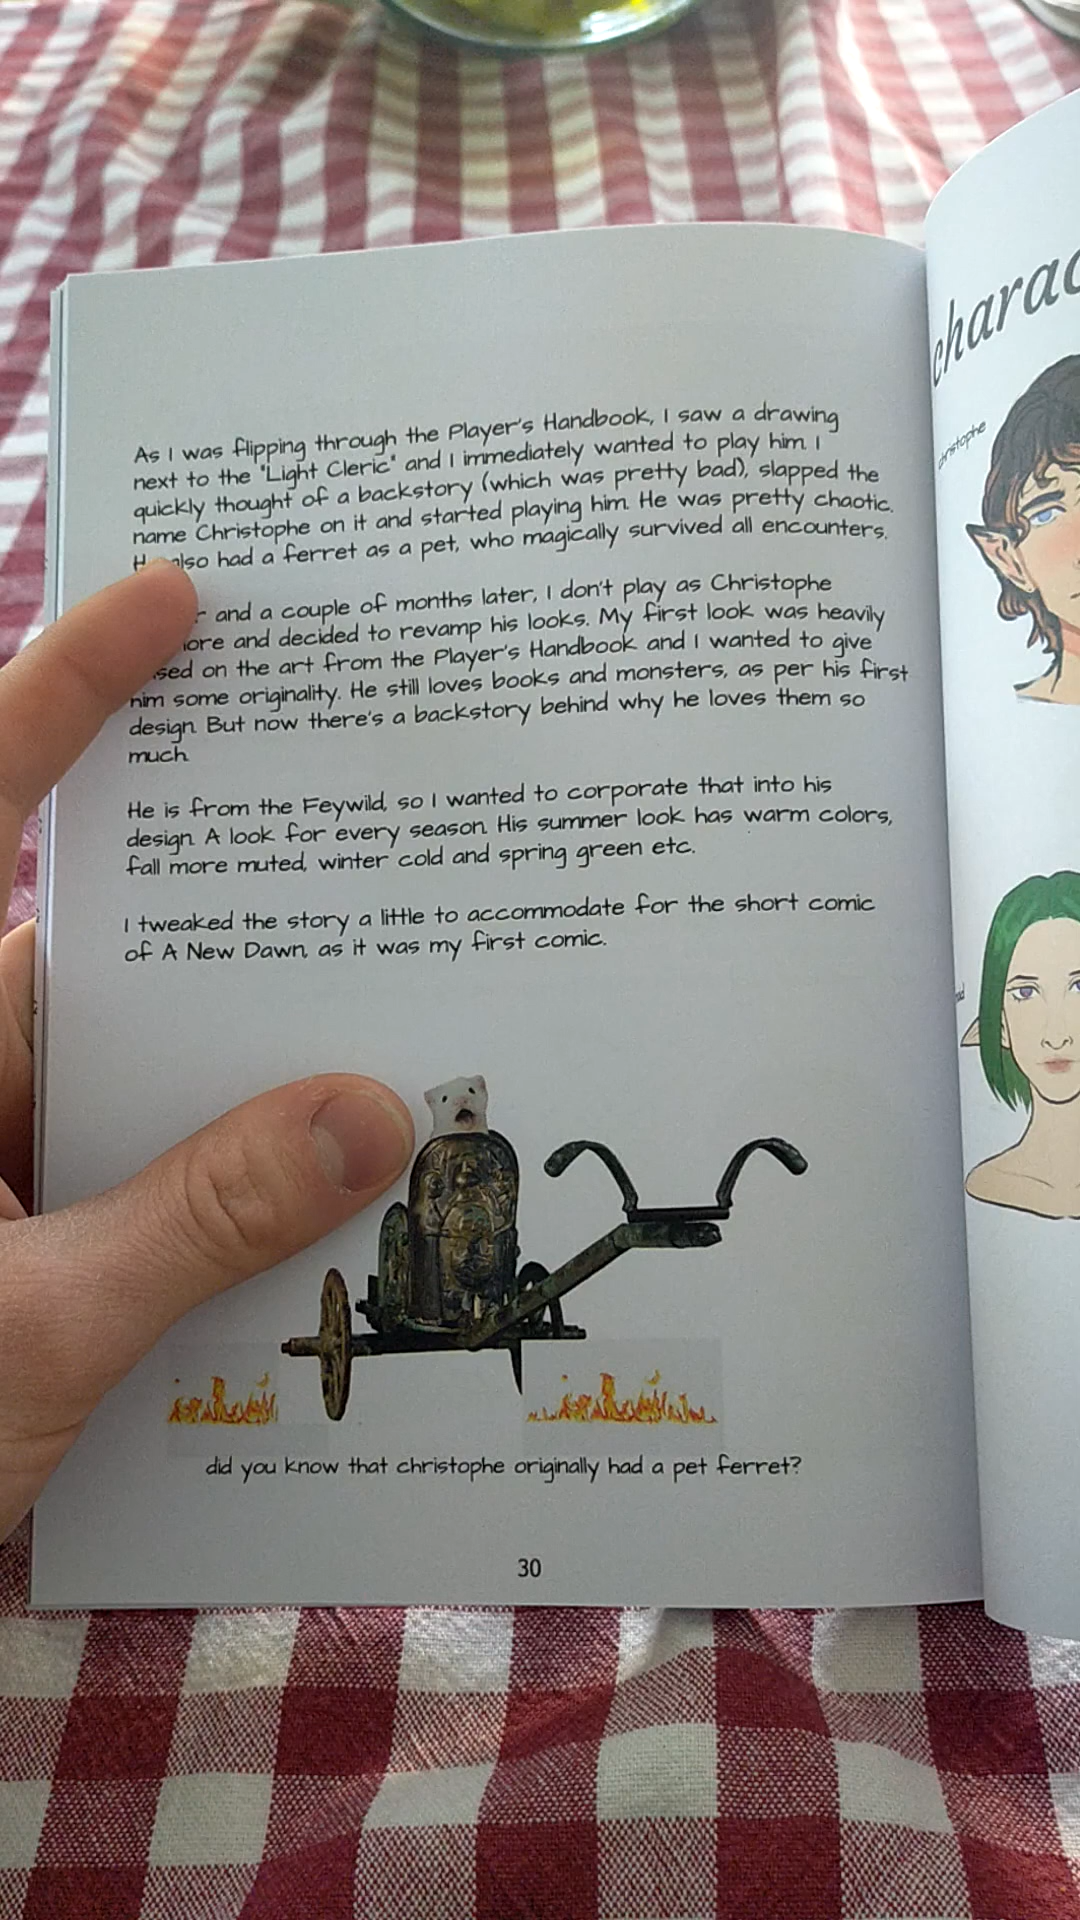 As I was flipping through the Player's Handbook, I saw a drawing
next to the "Light Cleric" and I immediately wanted to play him. I
quickly thought of a backstory (which was pretty bad), slapped the
name Christophe on it and started playing him. He was pretty chaotic.
also had a ferret as a pet, who magically survived all encounters.
and a couple of months later, I don't play as Christophe
and decided to revamp his looks. My first look was heavily
on the art from the Player's Handbook and I wanted to give
him some originality. He still loves books and monsters, as per his first
design. But now there's a backstory behind why he loves them so
much.
He is from the Feywild, so I wanted to corporate that into his
design. A look for every season. His summer look has warm colors,
fall more muted, winter cold and spring green etc.
I tweaked the story a little to accommodate for the short comic
of A New Dawn, as it was my first comic.
did you know that christophe originally had a pet ferret?
30
charac
christophe